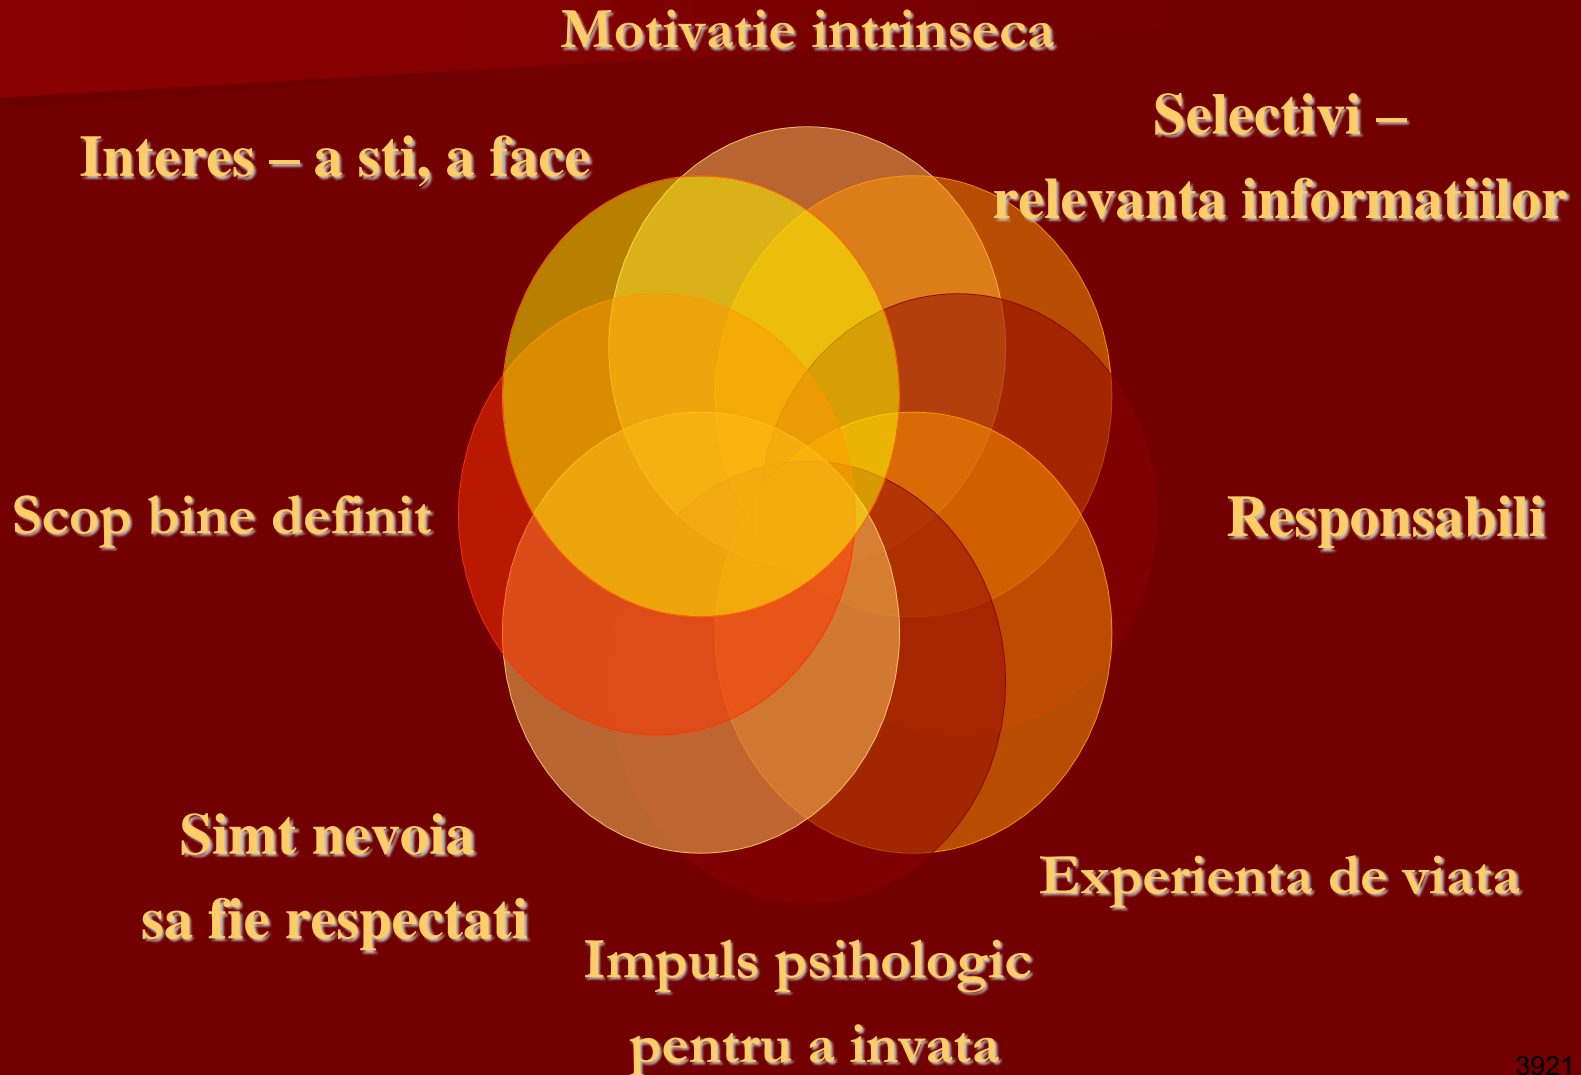 Motivatie intrinseca
Selectivi –
relevanta informatiilor
Interes – a sti, a face
Scop bine definit
Responsabili
Simt nevoia
sa fie respectati
Experienta de viata
Impuls psihologic
pentru a invata
3921